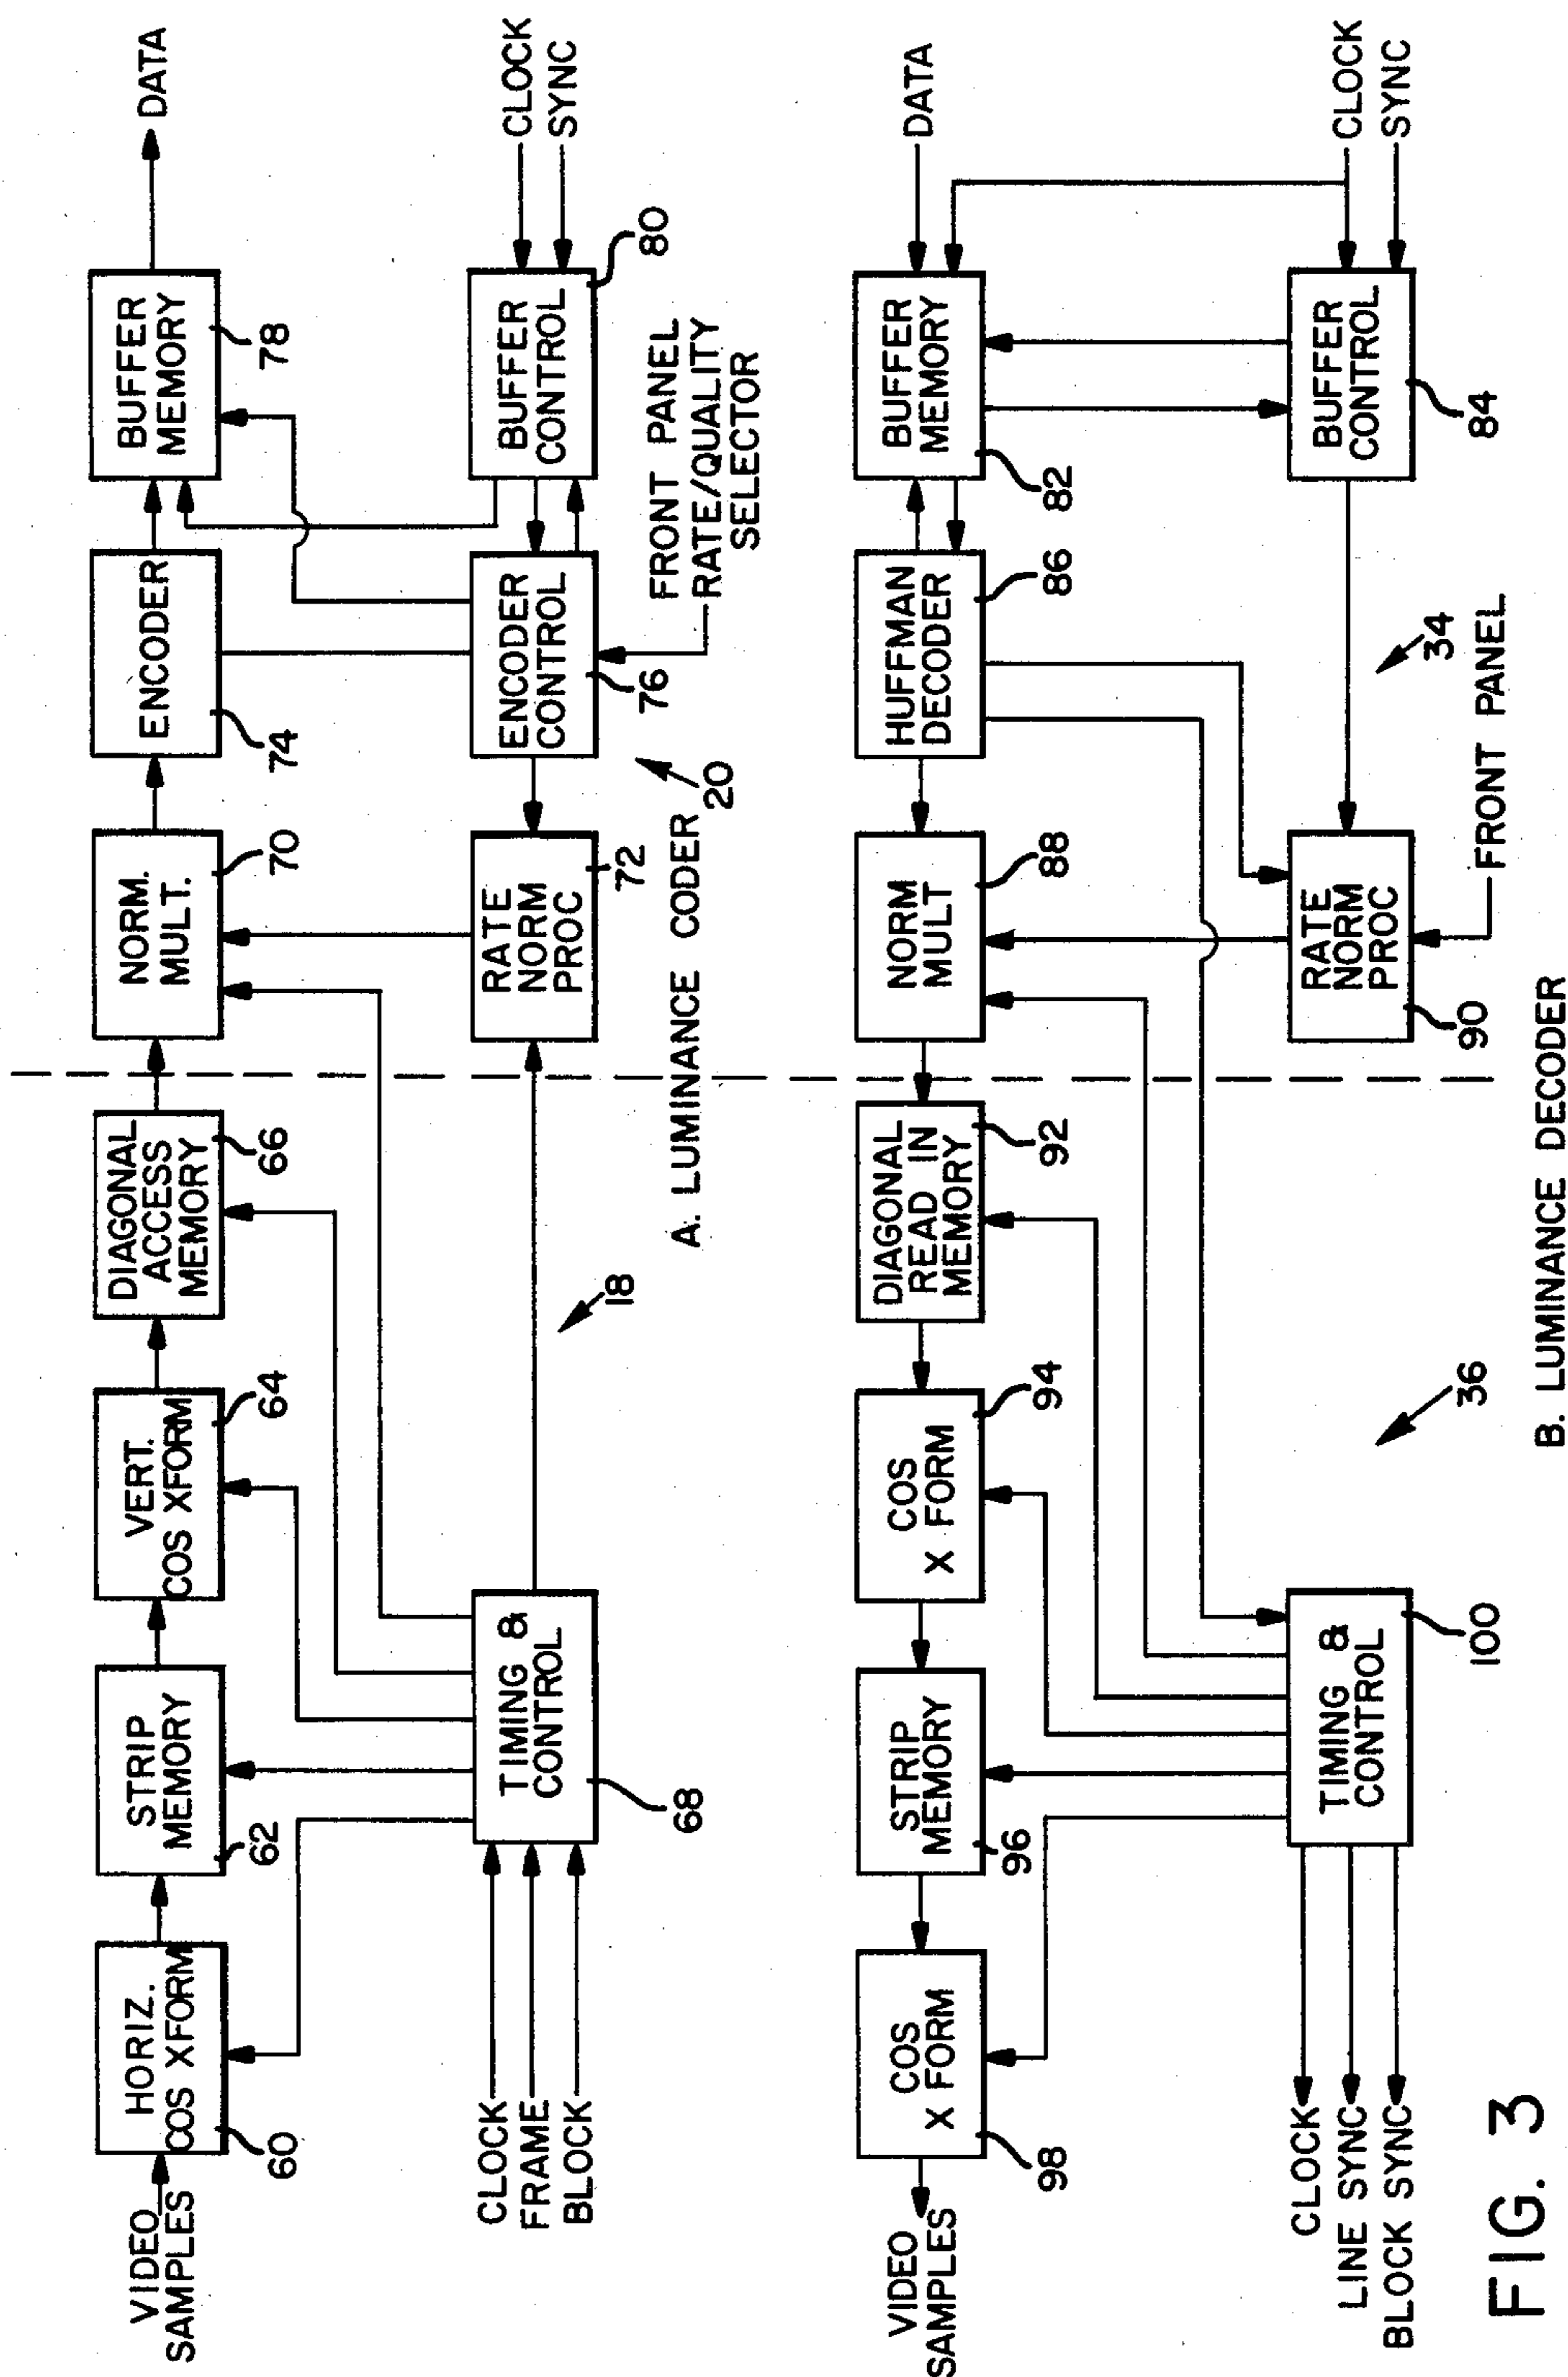 VIDEO
SAMPLES
HORIZ.
COS XFORM
60
STRIP
MEMORY
62
VERT.
COS XFORM
64
DIAGONAL
ACCESS
MEMORY
66
NORM.
MULT.
70
ENCODER
74
BUFFER
MEMORY
78
DATA
CLOCK
FRAME
BLOCK
TIMING &
CONTROL
68
18
RATE
NORM
PROC
72
ENCODER
CONTROL
76
BUFFER
CONTROL
80
CLOCK
SYNC
20
FRONT PANEL
RATE/QUALITY
SELECTOR
A. LUMINANCE CODER
VIDEO
SAMPLES
COS
X FORM
98
STRIP
MEMORY
96
COS
X FORM
94
DIAGONAL
READ IN
MEMORY
92
NORM
MULT
88
HUFFMAN
DECODER
86
BUFFER
MEMORY
82
DATA
CLOCK
LINE SYNC
BLOCK SYNC
TIMING &
CONTROL
100
36
RATE
NORM
PROC
90
FRONT PANEL
34
BUFFER
CONTROL
84
CLOCK
SYNC
B. LUMINANCE DECODER
FIG. 3